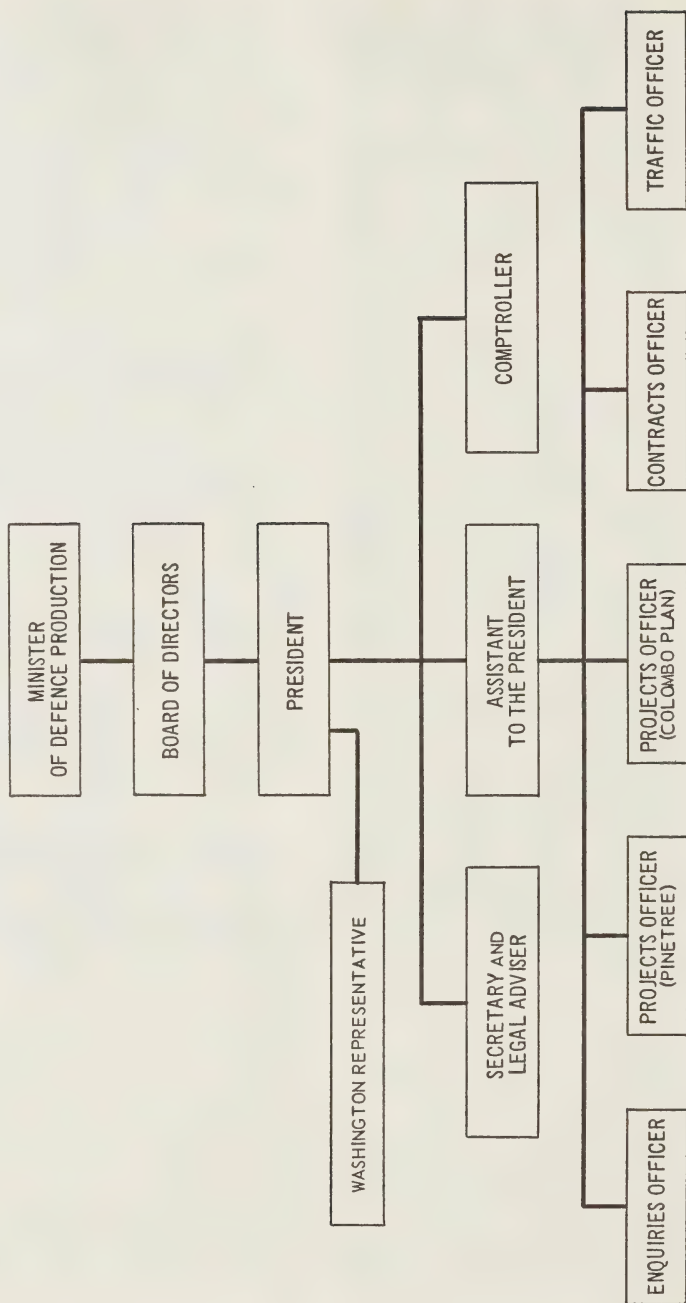 MINISTER
OF DEFENCE PRODUCTION
BOARD OF DIRECTORS
PRESIDENT
WASHINGTON REPRESENTATIVE
SECRETARY AND
LEGAL ADVISER
ASSISTANT
TO THE PRESIDENT
COMPTROLLER
ENQUIRIES OFFICER
PROJECTS OFFICER
(PINETREE)
PROJECTS OFFICER
(COLOMBO PLAN)
CONTRACTS OFFICER
TRAFFIC OFFICER